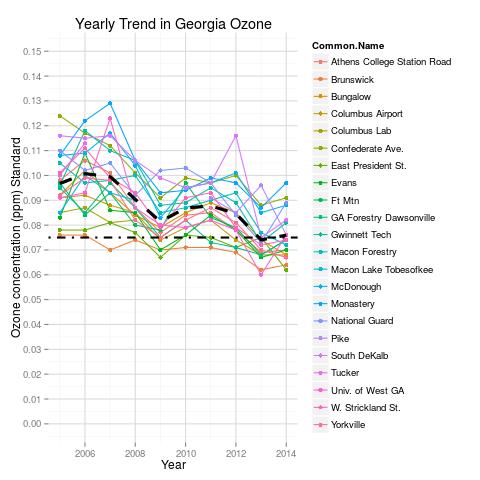 Yearly Trend in Georgia Ozone
Ozone concentration (ppm) Standard
0.15
0.14
0.13
0.12
0.11
0.10
0.09
0.08
0.07
0.06
0.05
0.04
0.03
0.02
0.01
0.00
2006
2008
2010
2012
2014
Year
Common.Name
Athens College Station Road
Brunswick
Bungalow
Columbus Airport
Columbus Lab
Confederate Ave.
East President St.
Evans
Ft Mtn
GA Forestry Dawsonville
Gwinnett Tech
Macon Forestry
Macon Lake Tobesofkee
McDonough
Monastery
National Guard
Pike
South DeKalb
Tucker
Univ. of West GA
W. Strickland St.
Yorkville